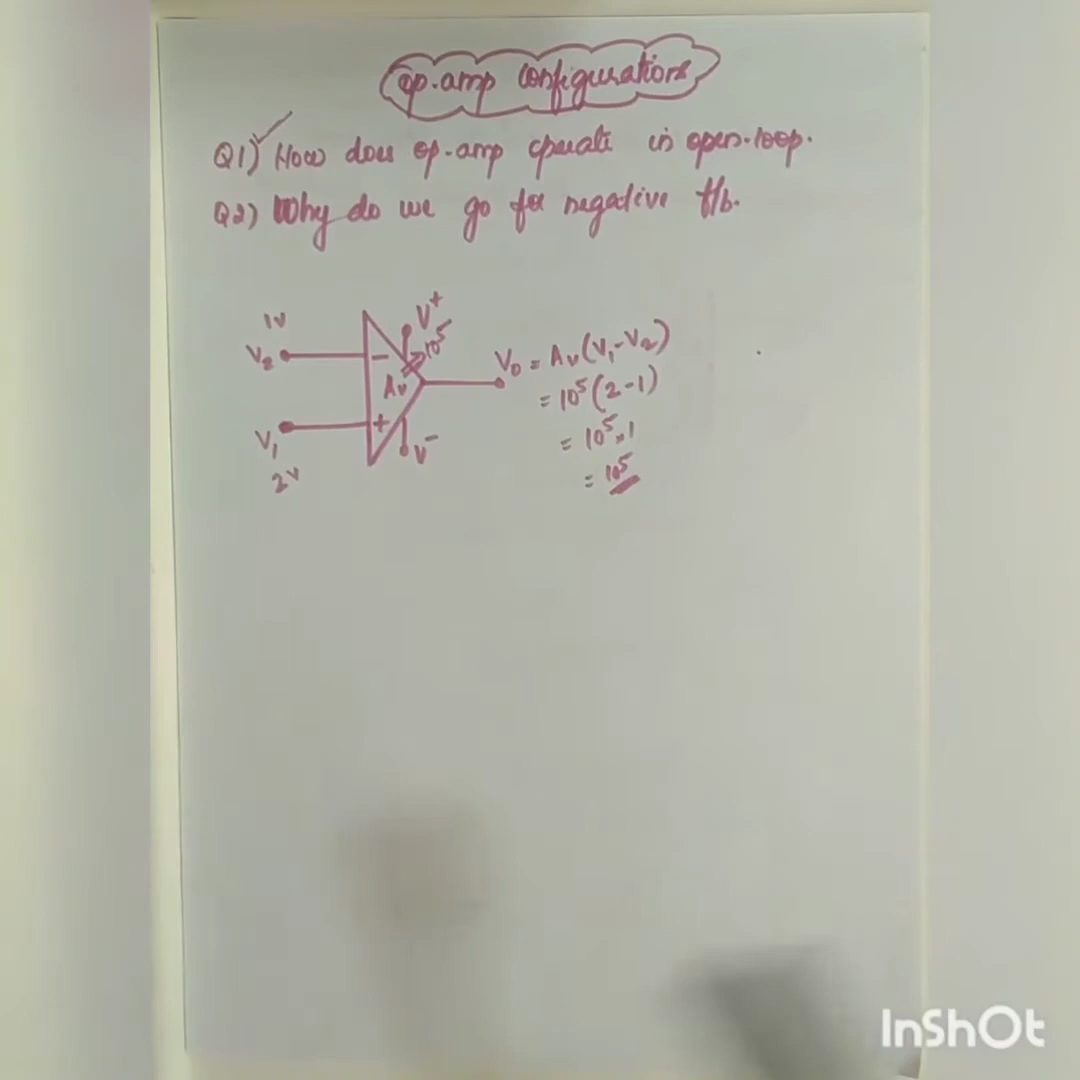 op-amp configurations
Q1) How does op-amp operate in open-loop.
Q2) Why do we go for negative f/b.
1V
V2
V1
2V
-
+
Av
10^5
V+
V-
Vo = Av(V1-V2)
= 10^5(2-1)
= 10^5 x 1
= 10^5
InShOt